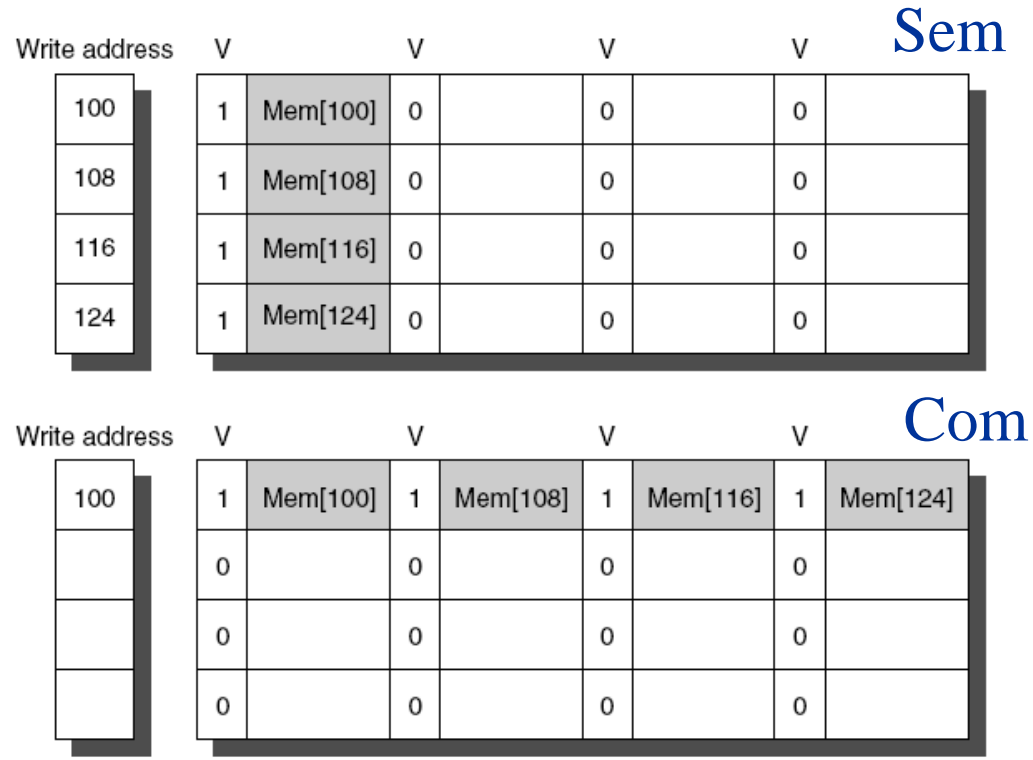 Sem
Write address V V V V
100 1 Mem[100] 0 0 0
108 1 Mem[108] 0 0 0
116 1 Mem[116] 0 0 0
124 1 Mem[124] 0 0 0
Com
Write address V V V V
100 1 Mem[100] 1 Mem[108] 1 Mem[116] 1 Mem[124]
0 0 0 0
0 0 0 0
0 0 0 0